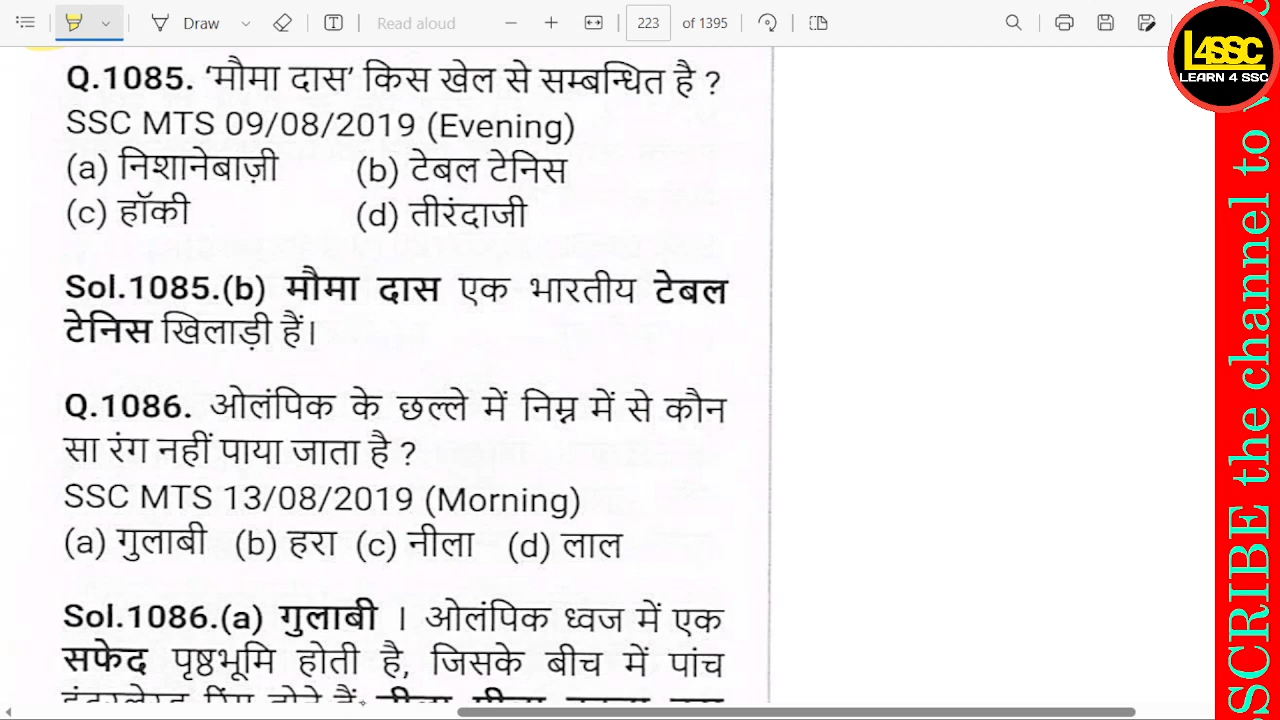 Draw
Read aloud
223 of 1395
L4SSC
LEARN 4 SSC
Q.1085. 'मौमा दास' किस खेल से सम्बन्धित है ?
SSC MTS 09/08/2019 (Evening)
(a) निशानेबाज़ी (b) टेबल टेनिस
(c) हॉकी (d) तीरंदाजी
Sol.1085.(b) मौमा दास एक भारतीय टेबल
टेनिस खिलाड़ी हैं।
Q.1086. ओलंपिक के छल्ले में निम्न में से कौन
सा रंग नहीं पाया जाता है ?
SSC MTS 13/08/2019 (Morning)
(a) गुलाबी (b) हरा (c) नीला (d) लाल
Sol.1086.(a) गुलाबी । ओलंपिक ध्वज में एक
सफेद पृष्ठभूमि होती है, जिसके बीच में पांच
SCRIBE the channel to